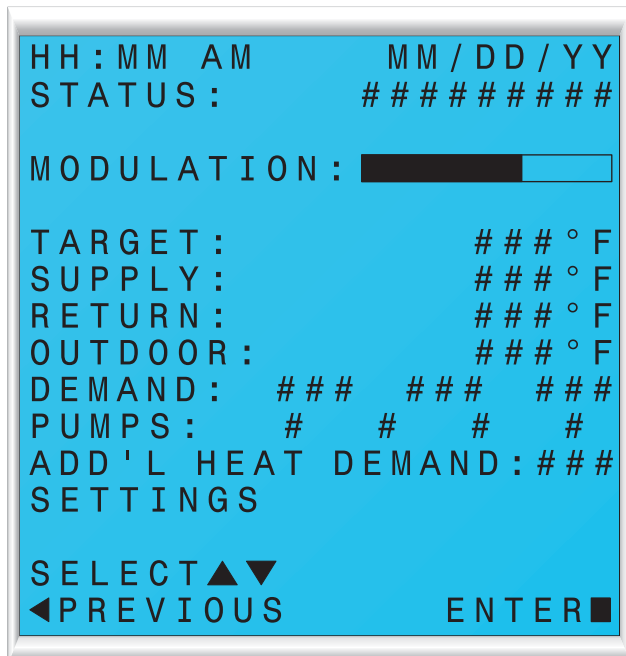 HH:MM AM MM/DD/YY
STATUS: #########
MODULATION:
TARGET: ###°F
SUPPLY: ###°F
RETURN: ###°F
OUTDOOR: ###°F
DEMAND: ### ### ###
PUMPS: # # # #
ADD'L HEAT DEMAND:###
SETTINGS
SELECT▲▼
◀PREVIOUS ENTER■